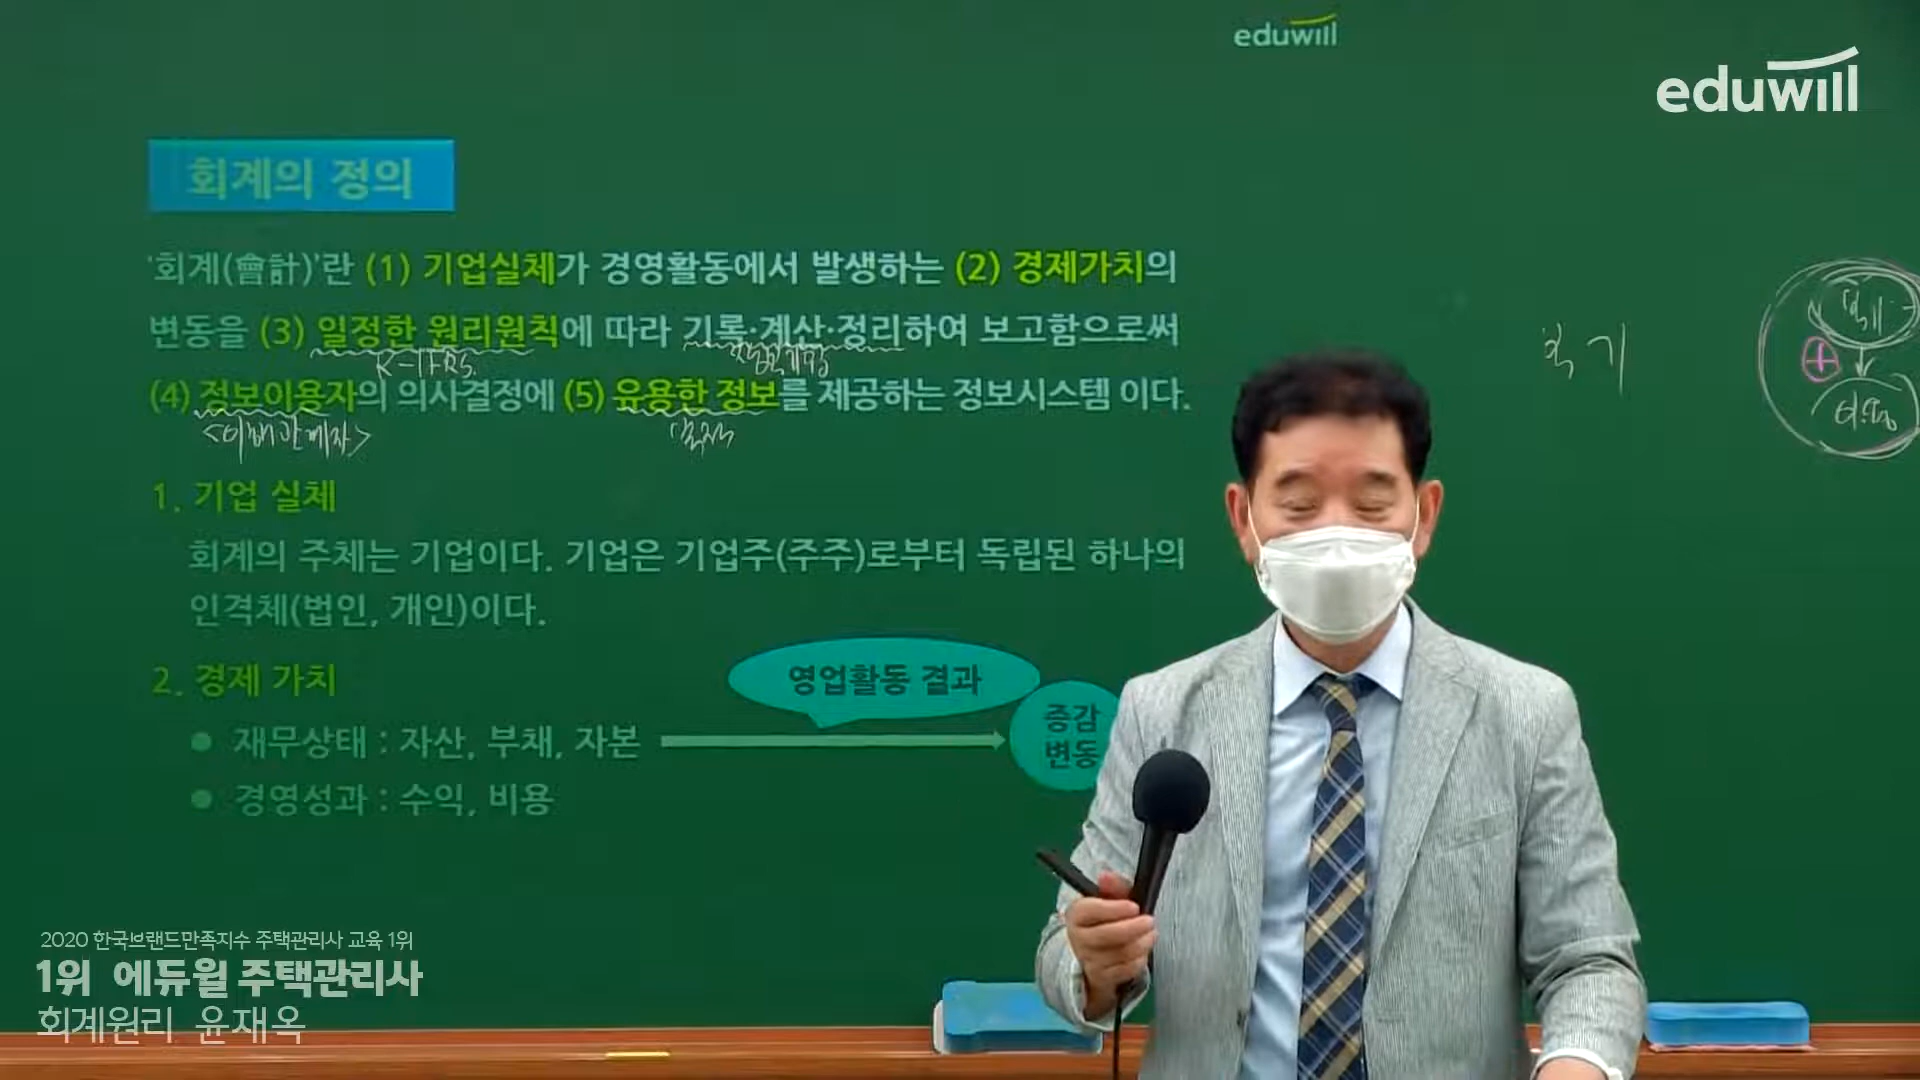 eduwill
eduwill
회계의 정의
'회계(會計)'란 (1) 기업실체가 경영활동에서 발생하는 (2) 경제가치의
변동을 (3) 일정한 원리원칙에 따라 기록·계산·정리하여 보고함으로써
K-IFRS.
(4) 정보이용자의 의사결정에 (5) 유용한 정보를 제공하는 정보시스템 이다.
<이해관계자>
1. 기업 실체
회계의 주체는 기업이다. 기업은 기업주(주주)로부터 독립된 하나의
인격체(법인, 개인)이다.
2. 경제 가치
영업활동 결과
● 재무상태 : 자산, 부채, 자본
증감
변동
● 경영성과 : 수익, 비용
2020 한국브랜드만족지수 주택관리사 교육 1위
1위 에듀윌 주택관리사
회계원리 윤재옥